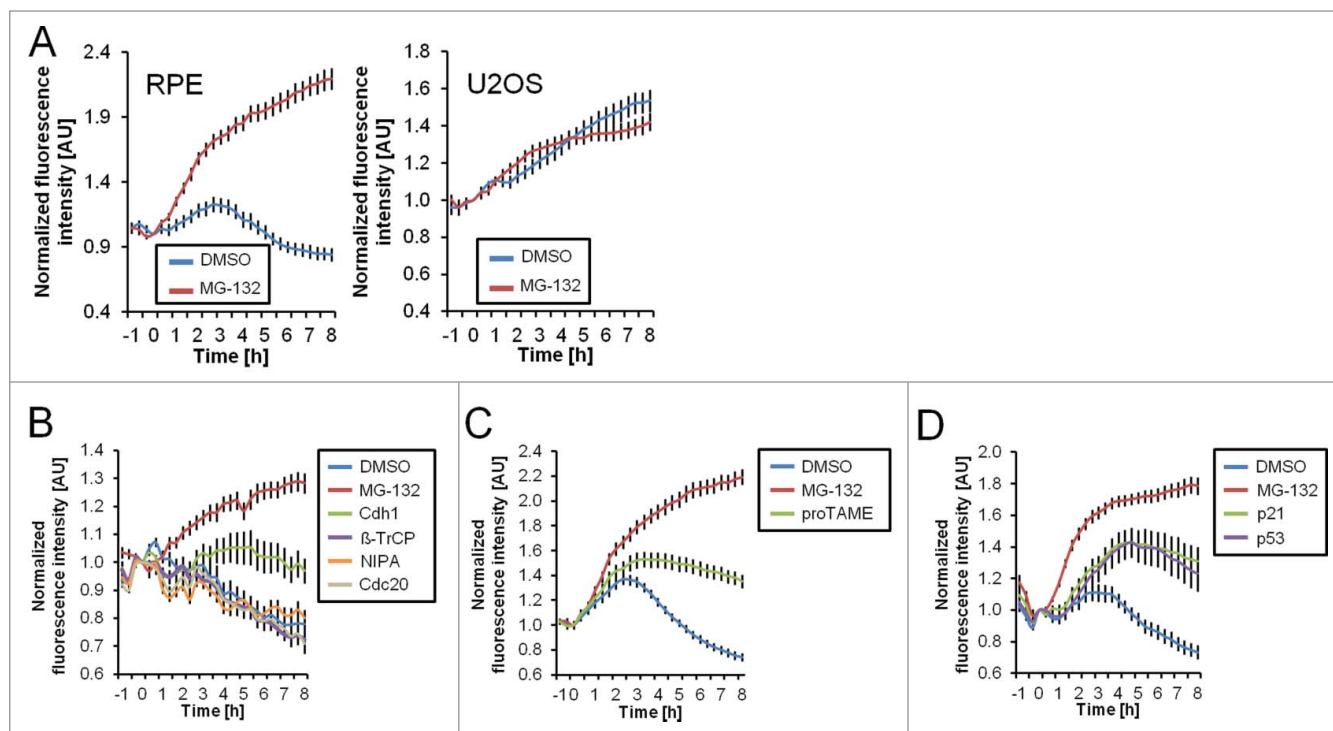 A
Normalized fluorescence
intensity [AU]
2.4
1.9
1.4
0.9
0.4
RPE
DMSO
MG-132
-1 0 1 2 3 4 5 6 7 8
Time [h]
Normalized fluorescence
intensity [AU]
1.8
1.6
1.4
1.2
1.0
0.8
0.6
0.4
U2OS
DMSO
MG-132
-1 0 1 2 3 4 5 6 7 8
Time [h]
B
Normalized
fluorescence intensity [AU]
1.4
1.3
1.2
1.1
1.0
0.9
0.8
0.7
0.6
-1 0 1 2 3 4 5 6 7 8
Time [h]
DMSO
MG-132
Cdh1
ß-TrCP
NIPA
Cdc20
C
Normalized
fluorescence intensity [AU]
2.4
2.2
2.0
1.8
1.6
1.4
1.2
1.0
0.8
0.6
-10 1 2 3 4 5 6 7 8
Time [h]
DMSO
MG-132
proTAME
D
Normalized
fluorescence intensity [AU]
2.0
1.8
1.6
1.4
1.2
1.0
0.8
0.6
-1 0 1 2 3 4 5 6 7 8
Time [h]
DMSO
MG-132
p21
p53